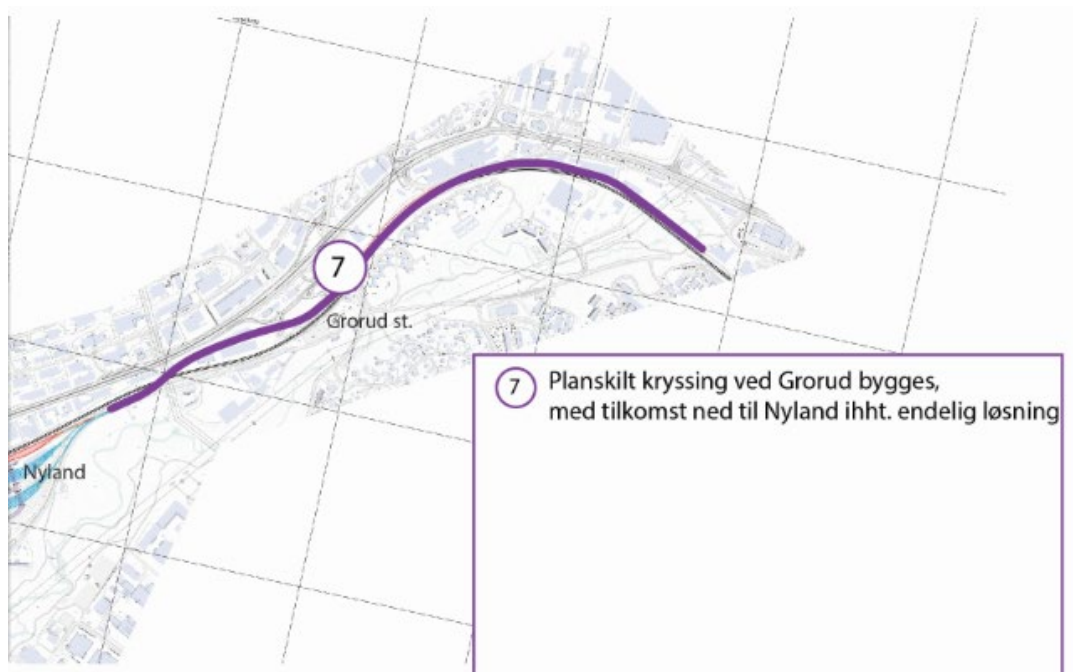 7
Grorud st.
Nyland
7 Planskilt kryssing ved Grorud bygges,
med tilkomst ned til Nyland ihht. endelig løsning